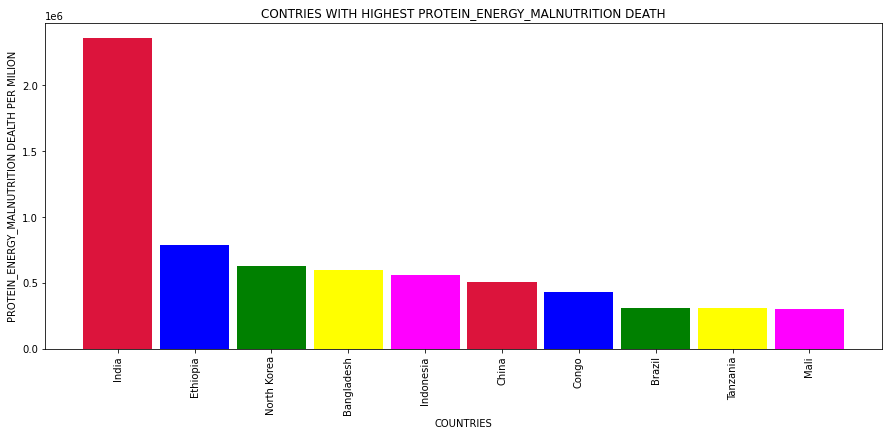 CONTRIES WITH HIGHEST PROTEIN_ENERGY_MALNUTRITION DEATH
1e6
PROTEIN_ENERGY_MALNUTRITION DEALTH PER MILION
2.0
1.5
1.0
0.5
0.0
India
Ethiopia
North Korea
Bangladesh
Indonesia
China
Congo
Brazil
Tanzania
Mali
COUNTRIES